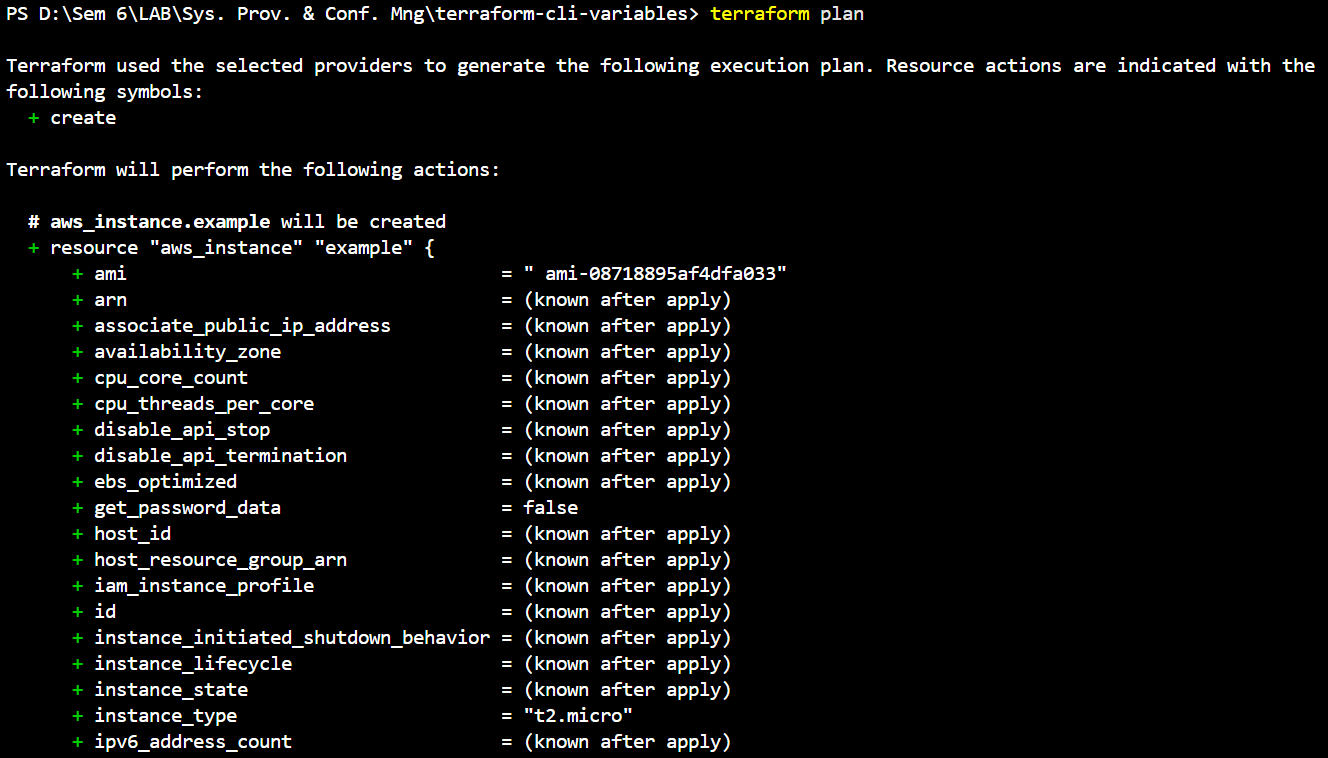 PS D:\Sem 6\LAB\Sys. Prov. & Conf. Mng\terraform-cli-variables> terraform plan
Terraform used the selected providers to generate the following execution plan. Resource actions are indicated with the
following symbols:
  + create
Terraform will perform the following actions:
  # aws_instance.example will be created
  + resource "aws_instance" "example" {
      + ami                                  = " ami-08718895af4dfa033"
      + arn                                  = (known after apply)
      + associate_public_ip_address          = (known after apply)
      + availability_zone                    = (known after apply)
      + cpu_core_count                       = (known after apply)
      + cpu_threads_per_core                 = (known after apply)
      + disable_api_stop                     = (known after apply)
      + disable_api_termination              = (known after apply)
      + ebs_optimized                        = (known after apply)
      + get_password_data                    = false
      + host_id                              = (known after apply)
      + host_resource_group_arn              = (known after apply)
      + iam_instance_profile                 = (known after apply)
      + id                                   = (known after apply)
      + instance_initiated_shutdown_behavior = (known after apply)
      + instance_lifecycle                   = (known after apply)
      + instance_state                       = (known after apply)
      + instance_type                        = "t2.micro"
      + ipv6_address_count                   = (known after apply)